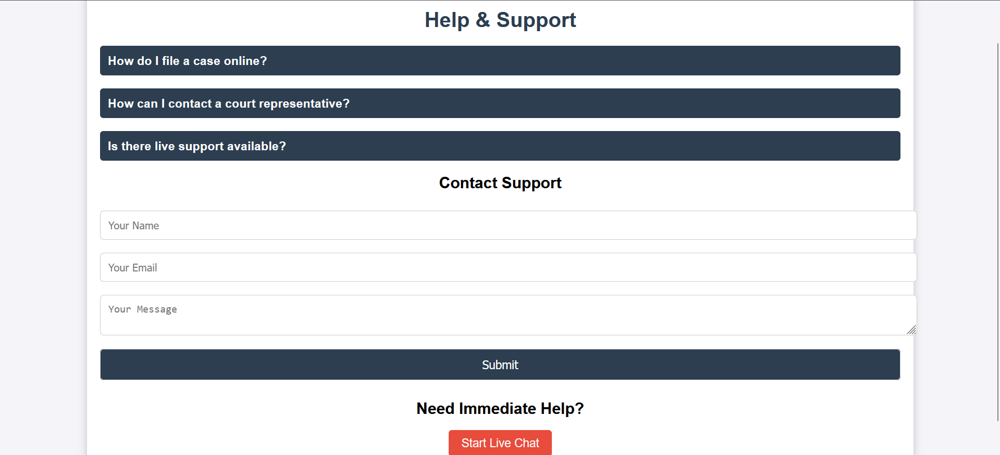 Help & Support
How do I file a case online?
How can I contact a court representative?
Is there live support available?
Contact Support
Your Name
Your Email
Your Message
Submit
Need Immediate Help?
Start Live Chat